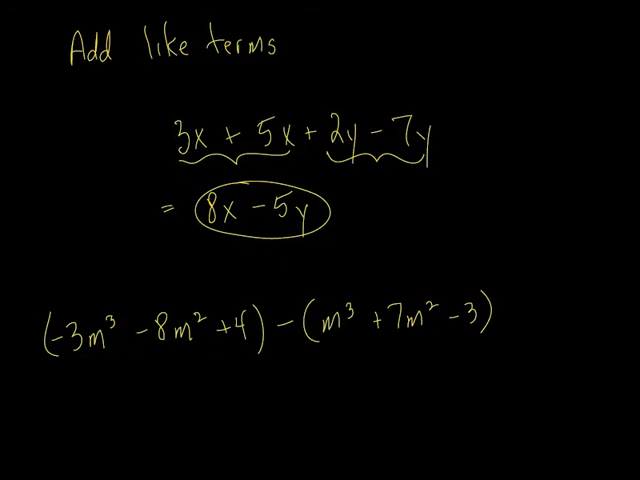 Add like terms
3x + 5x + 2y - 7y
= 8x - 5y
(-3m³ - 8m² + 4) - (m³ + 7m² - 3)